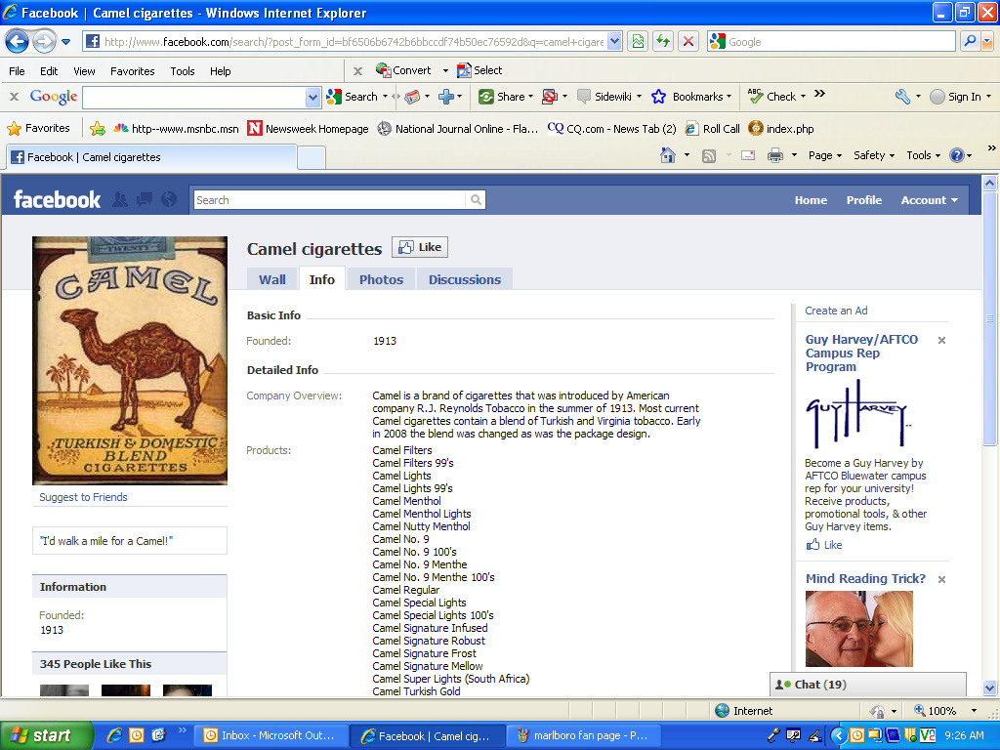 Facebook | Camel cigarettes - Windows Internet Explorer
http://www.facebook.com/search/?post_form_id=bf6506b6742b6bbccdf74b50ec76592d&q=camel+cigare
Google
File Edit View Favorites Tools Help
x Convert Select
x Google Search Share Sidewiki Bookmarks ABC Check Sign In
Favorites http--www.msnbc.msn N Newsweek Homepage National Journal Online - Fla... CQ CQ.com - News Tab (2) Roll Call index.php
Facebook | Camel cigarettes
Page Safety Tools
facebook
Search
Home Profile Account
TWENTY
CAMEL
TURKISH & DOMESTIC
BLEND
CIGARETTES
Suggest to Friends
"I'd walk a mile for a Camel!"
Information
Founded:
1913
345 People Like This
Camel cigarettes Like
Wall Info Photos Discussions
Basic Info
Founded: 1913
Detailed Info
Company Overview: Camel is a brand of cigarettes that was introduced by American
company R.J. Reynolds Tobacco in the summer of 1913. Most current
Camel cigarettes contain a blend of Turkish and Virginia tobacco. Early
in 2008 the blend was changed as was the package design.
Products: Camel Filters
Camel Filters 99's
Camel Lights
Camel Lights 99's
Camel Menthol
Camel Menthol Lights
Camel Nutty Menthol
Camel No. 9
Camel No. 9 100's
Camel No. 9 Menthe
Camel No. 9 Menthe 100's
Camel Regular
Camel Special Lights
Camel Special Lights 100's
Camel Signature Infused
Camel Signature Robust
Camel Signature Frost
Camel Signature Mellow
Camel Super Lights (South Africa)
Camel Turkish Gold
Create an Ad
Guy Harvey/AFTCO
Campus Rep
Program
GUY HARVEY
Become a Guy Harvey by
AFTCO Bluewater campus
rep for your university!
Receive products,
promotional tools, & other
Guy Harvey items.
Like
Mind Reading Trick?
Chat (19)
Internet 100%
start Inbox - Microsoft Out... Facebook | Camel cig... marlboro fan page - P... 9:26 AM